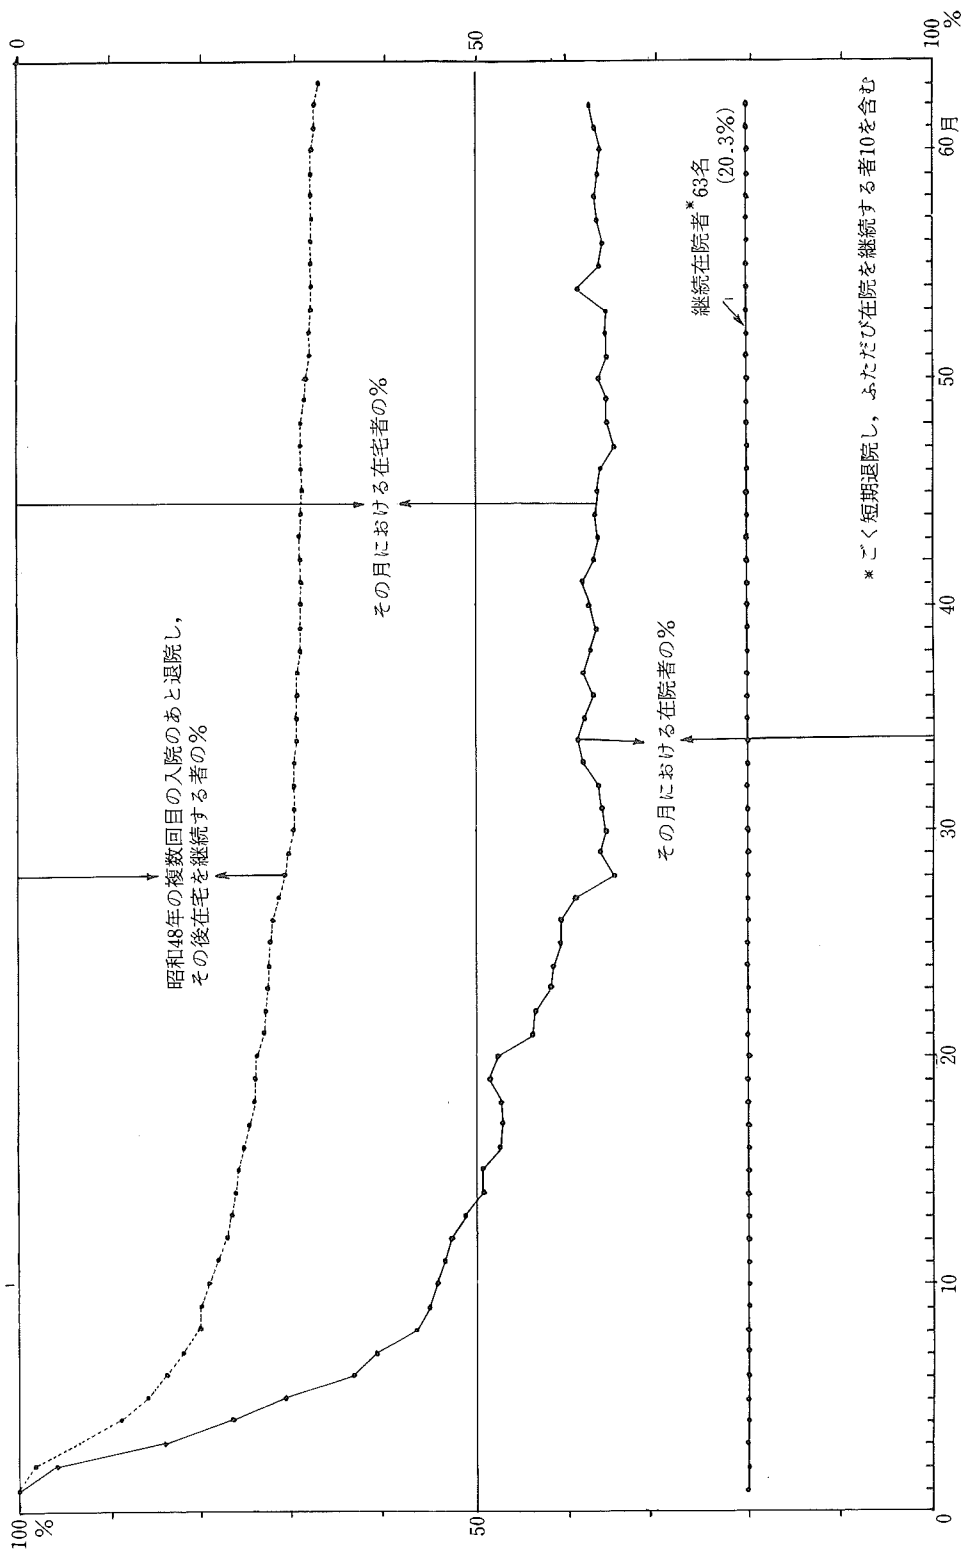 100
%
50
0
昭和48年の複数回目の入院のあと退院し，
その後在宅を継続する者の%
その月における在宅者の%
その月における在院者の%
継続在院者*63名
(20.3%)
*ごく短期退院し，ふただび在院を継続する者10を含む
0
50
100
%
10
20
30
40
50
60月